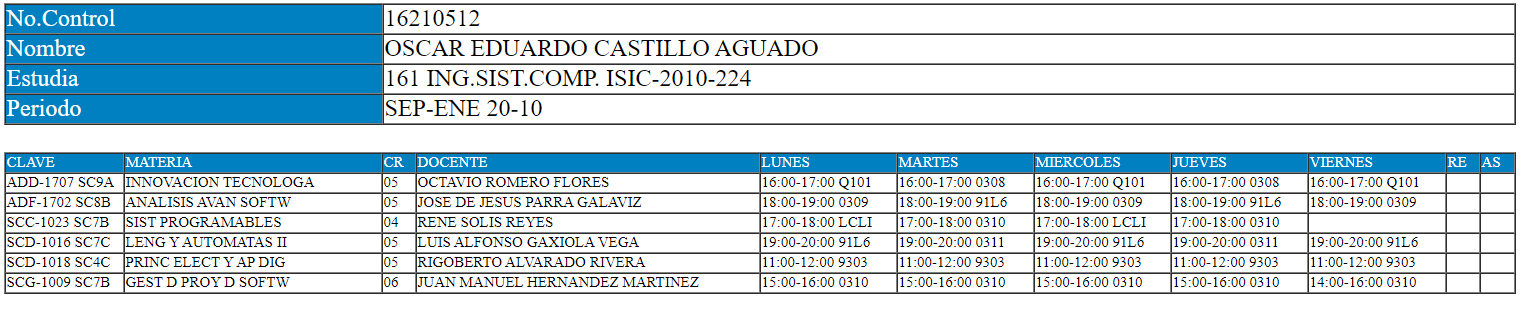 No.Control 16210512
Nombre OSCAR EDUARDO CASTILLO AGUADO
Estudia 161 ING.SIST.COMP. ISIC-2010-224
Periodo SEP-ENE 20-10
CLAVE MATERIA CR DOCENTE LUNES MARTES MIERCOLES JUEVES VIERNES RE AS
ADD-1707 SC9A INNOVACION TECNOLOGA 05 OCTAVIO ROMERO FLORES 16:00-17:00 Q101 16:00-17:00 0308 16:00-17:00 Q101 16:00-17:00 0308 16:00-17:00 Q101
ADF-1702 SC8B ANALISIS AVAN SOFTW 05 JOSE DE JESUS PARRA GALAVIZ 18:00-19:00 0309 18:00-19:00 91L6 18:00-19:00 0309 18:00-19:00 91L6 18:00-19:00 0309
SCC-1023 SC7B SIST PROGRAMABLES 04 RENE SOLIS REYES 17:00-18:00 LCLI 17:00-18:00 0310 17:00-18:00 LCLI 17:00-18:00 0310
SCD-1016 SC7C LENG Y AUTOMATAS II 05 LUIS ALFONSO GAXIOLA VEGA 19:00-20:00 91L6 19:00-20:00 0311 19:00-20:00 91L6 19:00-20:00 0311 19:00-20:00 91L6
SCD-1018 SC4C PRINC ELECT Y AP DIG 05 RIGOBERTO ALVARADO RIVERA 11:00-12:00 9303 11:00-12:00 9303 11:00-12:00 9303 11:00-12:00 9303 11:00-12:00 9303
SCG-1009 SC7B GEST D PROY D SOFTW 06 JUAN MANUEL HERNANDEZ MARTINEZ 15:00-16:00 0310 15:00-16:00 0310 15:00-16:00 0310 15:00-16:00 0310 14:00-16:00 0310